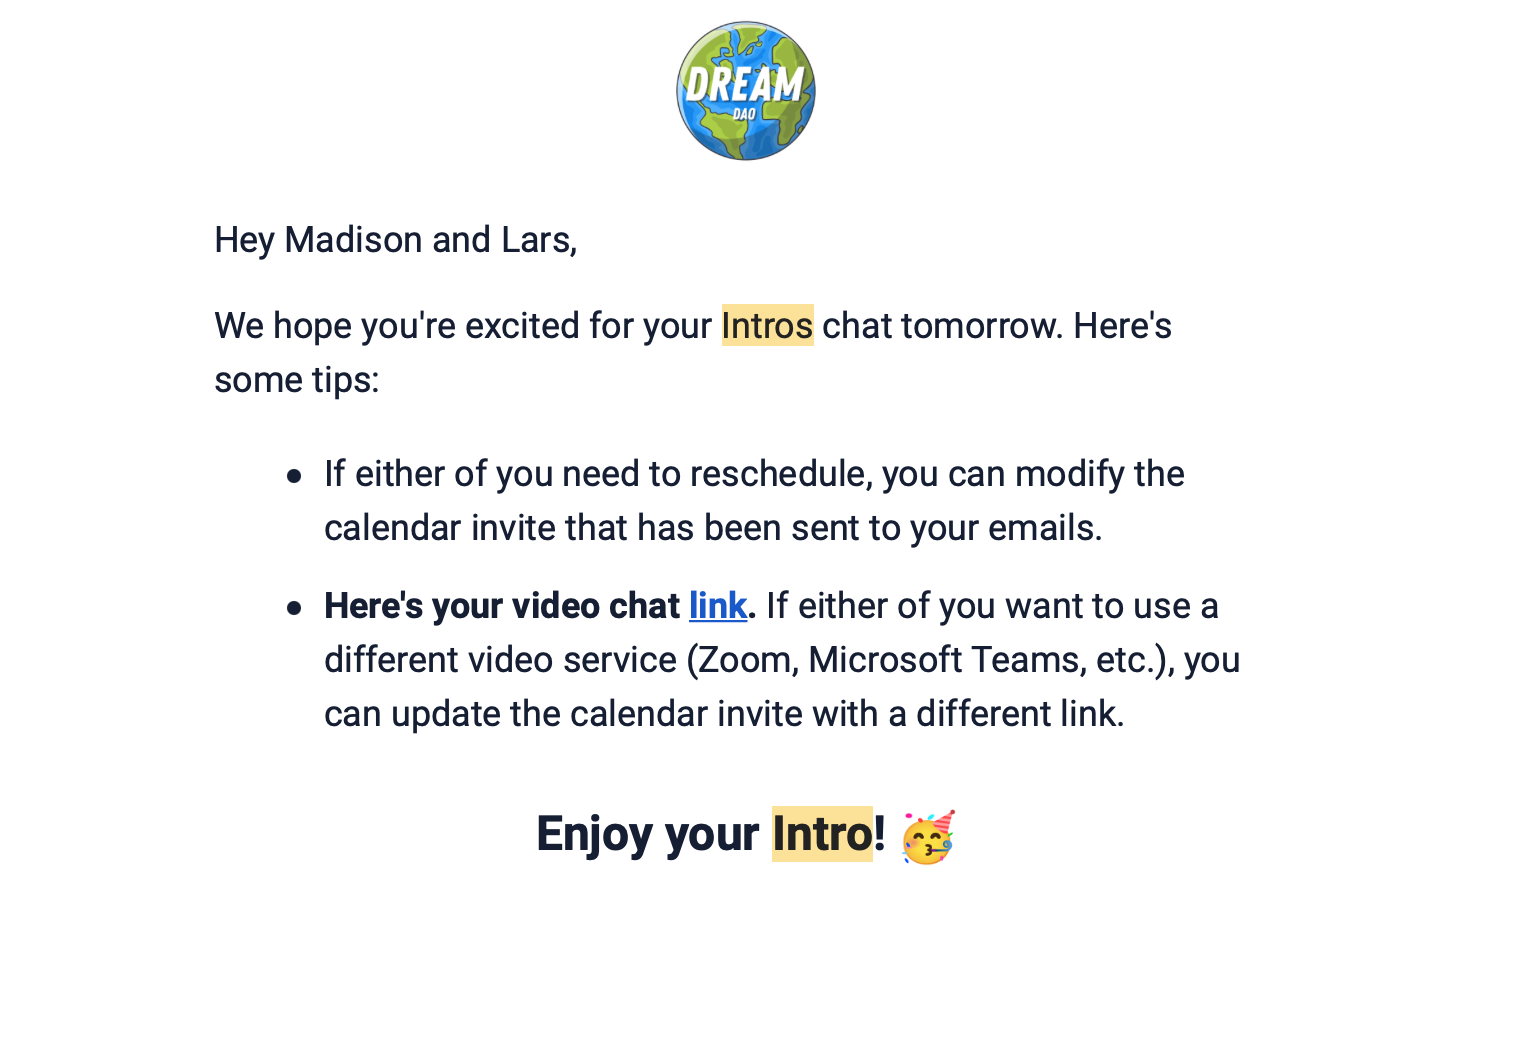 DREAM
DAO
Hey Madison and Lars,
We hope you're excited for your Intros chat tomorrow. Here's
some tips:
• If either of you need to reschedule, you can modify the
calendar invite that has been sent to your emails.
• Here's your video chat link. If either of you want to use a
different video service (Zoom, Microsoft Teams, etc.), you
can update the calendar invite with a different link.
Enjoy your Intro! 🥳